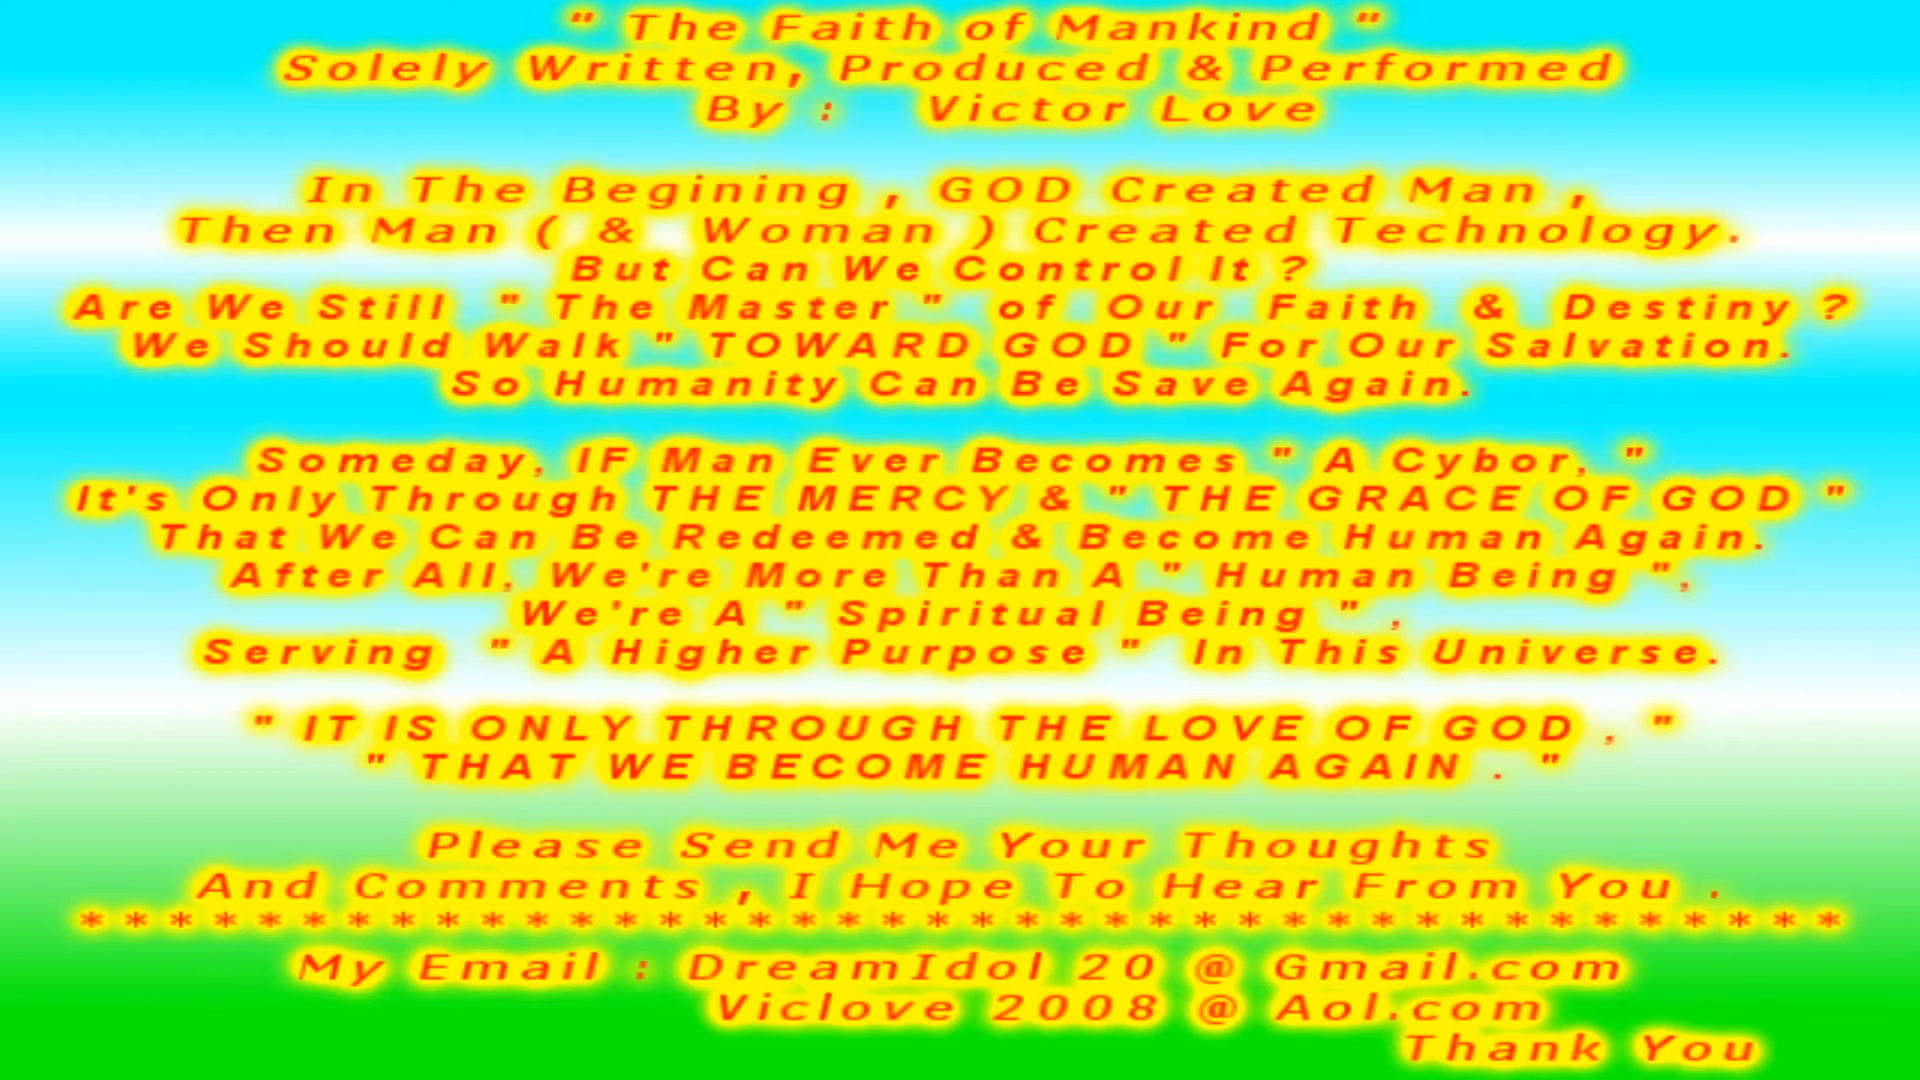 " The Faith of Mankind "
Solely Written, Produced & Performed
By : Victor Love
In The Begining , GOD Created Man ,
Then Man ( & Woman ) Created Technology.
But Can We Control It ?
Are We Still " The Master " of Our Faith & Destiny ?
We Should Walk " TOWARD GOD " For Our Salvation.
So Humanity Can Be Save Again.
Someday, IF Man Ever Becomes " A Cybor, "
It's Only Through THE MERCY & " THE GRACE OF GOD "
That We Can Be Redeemed & Become Human Again.
After All, We're More Than A " Human Being ",
We're A " Spiritual Being " ,
Serving " A Higher Purpose " In This Universe.
" IT IS ONLY THROUGH THE LOVE OF GOD , "
" THAT WE BECOME HUMAN AGAIN . "
Please Send Me Your Thoughts
And Comments , I Hope To Hear From You .
* * * * * * * * * * * * * * * * * * * * * * * * * * * * * * * * * * * * * * * *
My Email : DreamIdol 20 @ Gmail.com
Viclove 2008 @ Aol.com
Thank You